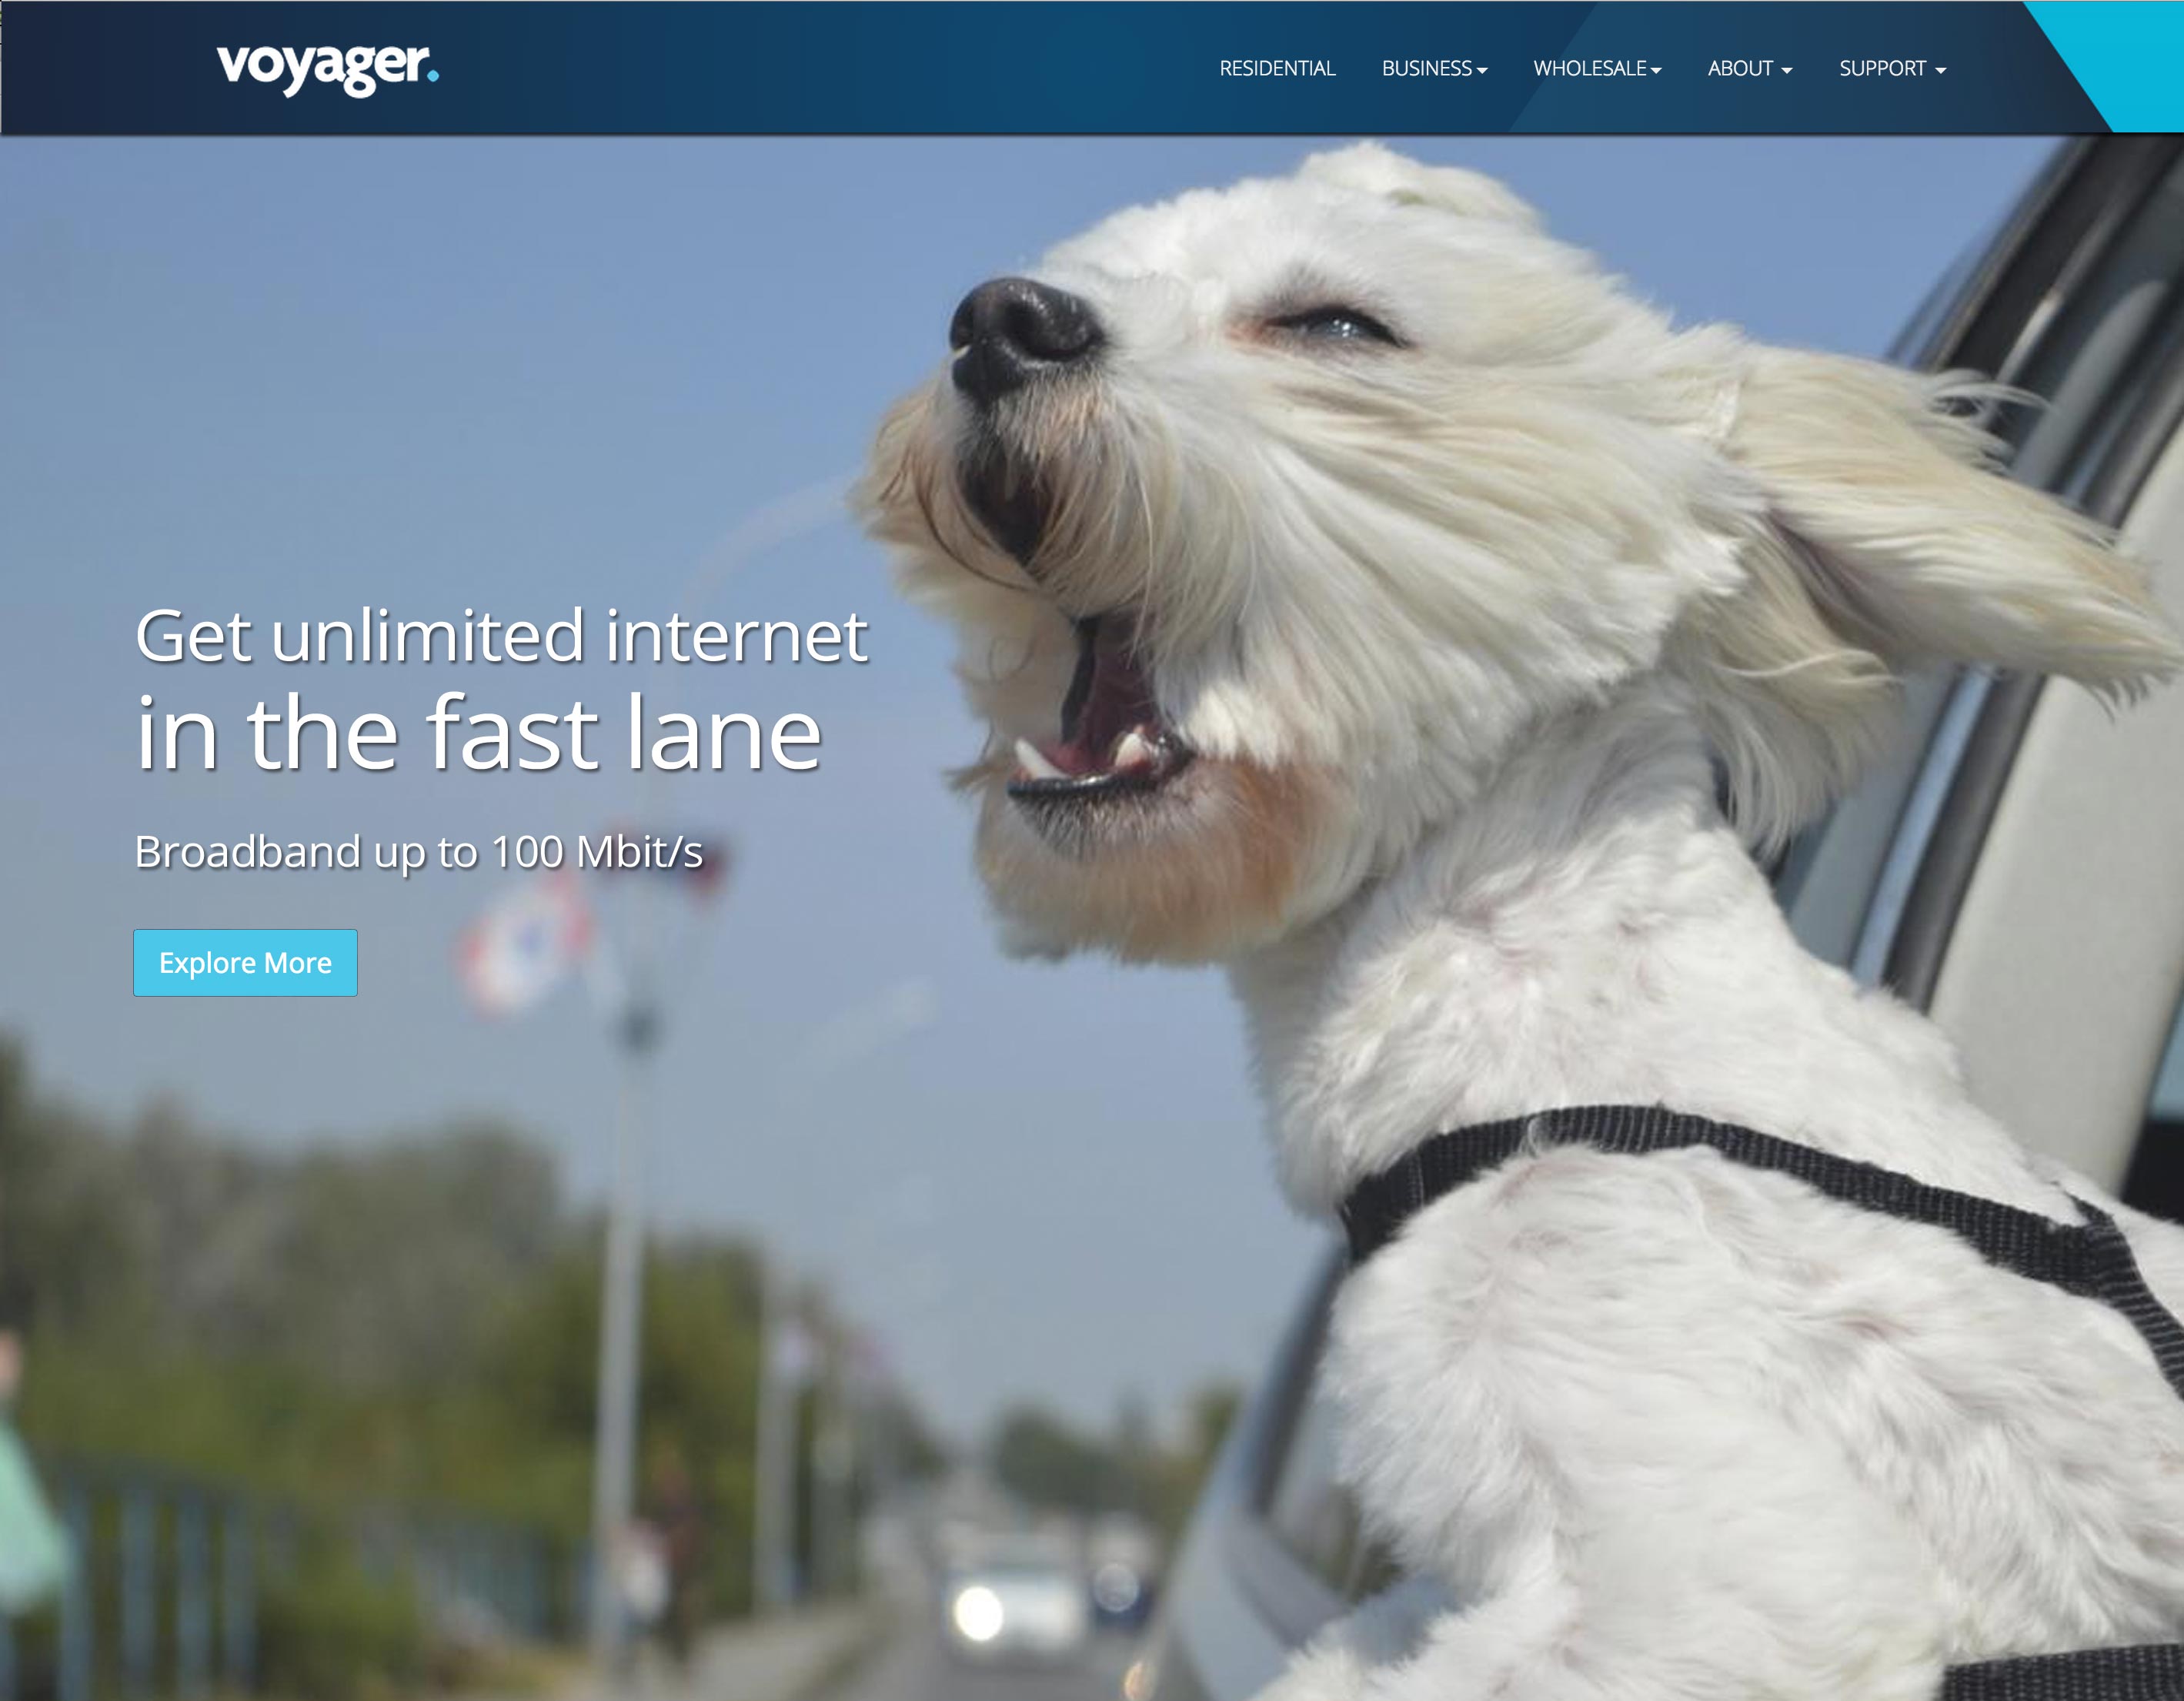 voyager.
RESIDENTIAL BUSINESS WHOLESALE ABOUT SUPPORT
Get unlimited internet
in the fast lane
Broadband up to 100 Mbit/s
Explore More